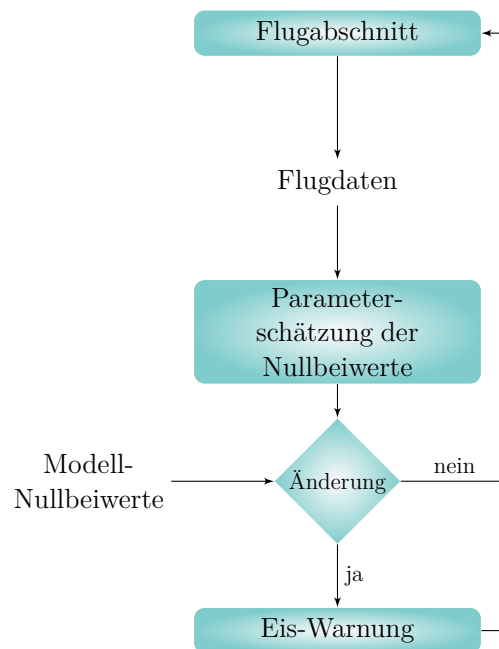 Flugabschnitt
Flugdaten
Parameter-
schätzung der
Nullbeiwerte
Modell-
Nullbeiwerte
Änderung
nein
ja
Eis-Warnung